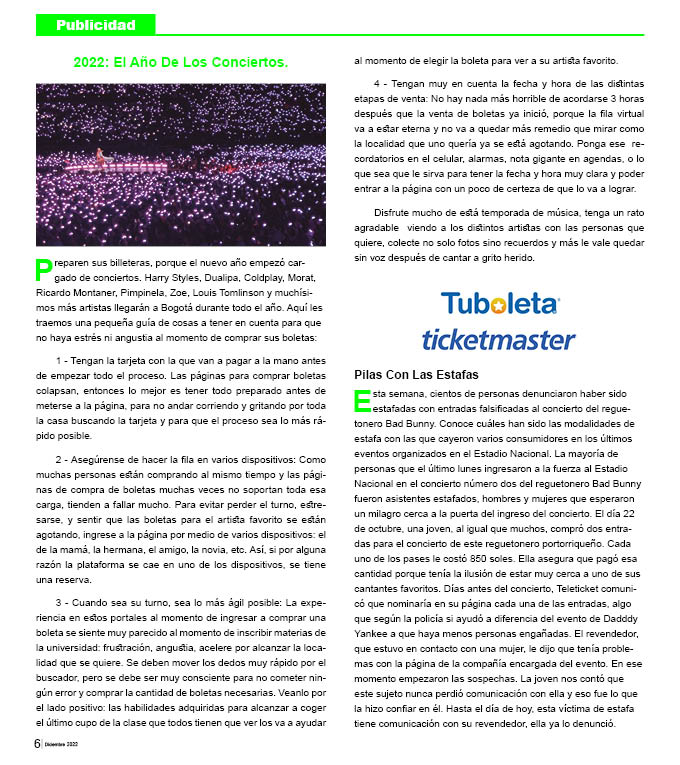 Publicidad
2022: El Año De Los Conciertos.
Preparen sus billeteras, porque el nuevo año empezó car-
gado de conciertos. Harry Styles, Dualipa, Coldplay, Morat,
Ricardo Montaner, Pimpinela, Zoe, Louis Tomlinson y muchísi-
mos más artistas llegarán a Bogotá durante todo el año. Aquí les
traemos una pequeña guía de cosas a tener en cuenta para que
no haya estrés ni angustia al momento de comprar sus boletas:
1 - Tengan la tarjeta con la que van a pagar a la mano antes
de empezar todo el proceso. Las páginas para comprar boletas
colapsan, entonces lo mejor es tener todo preparado antes de
meterse a la página, para no andar corriendo y gritando por toda
la casa buscando la tarjeta y para que el proceso sea lo más rá-
pido posible.
2 - Asegúrense de hacer la fila en varios dispositivos: Como
muchas personas están comprando al mismo tiempo y las pági-
nas de compra de boletas muchas veces no soportan toda esa
carga, tienden a fallar mucho. Para evitar perder el turno, estre-
sarse, y sentir que las boletas para el artista favorito se están
agotando, ingrese a la página por medio de varios dispositivos: el
de la mamá, la hermana, el amigo, la novia, etc. Así, si por alguna
razón la plataforma se cae en uno de los dispositivos, se tiene
una reserva.
3 - Cuando sea su turno, sea lo más ágil posible: La expe-
riencia en estos portales al momento de ingresar a comprar una
boleta se siente muy parecido al momento de inscribir materias de
la universidad: frustración, angustia, acelere por alcanzar la loca-
lidad que se quiere. Se deben mover los dedos muy rápido por el
buscador, pero se debe ser muy consciente para no cometer nin-
gún error y comprar la cantidad de boletas necesarias. Veanlo por
el lado positivo: las habilidades adquiridas para alcanzar a coger
el último cupo de la clase que todos tienen que ver los va a ayudar
al momento de elegir la boleta para ver a su artista favorito.
4 - Tengan muy en cuenta la fecha y hora de las distintas
etapas de venta: No hay nada más horrible de acordarse 3 horas
después que la venta de boletas ya inició, porque la fila virtual
va a estar eterna y no va a quedar más remedio que mirar como
la localidad que uno quería ya se está agotando. Ponga ese re-
cordatorios en el celular, alarmas, nota gigante en agendas, o lo
que sea que le sirva para tener la fecha y hora muy clara y poder
entrar a la página con un poco de certeza de que lo va a lograr.
Disfrute mucho de está temporada de música, tenga un rato
agradable viendo a los distintos artistas con las personas que
quiere, colecte no solo fotos sino recuerdos y más le vale quedar
sin voz después de cantar a grito herido.
Tuboleta
ticketmaster
Pilas Con Las Estafas
Esta semana, cientos de personas denunciaron haber sido
estafadas con entradas falsificadas al concierto del regue-
tonero Bad Bunny. Conoce cuáles han sido las modalidades de
estafa con las que cayeron varios consumidores en los últimos
eventos organizados en el Estadio Nacional. La mayoría de
personas que el último lunes ingresaron a la fuerza al Estadio
Nacional en el concierto número dos del reguetonero Bad Bunny
fueron asistentes estafados, hombres y mujeres que esperaron
un milagro cerca a la puerta del ingreso del concierto. El día 22
de octubre, una joven, al igual que muchos, compró dos entra-
das para el concierto de este reguetonero portorriqueño. Cada
uno de los pases le costó 850 soles. Ella asegura que pagó esa
cantidad porque tenía la ilusión de estar muy cerca a uno de sus
cantantes favoritos. Días antes del concierto, Teleticket comuni-
có que nominaría en su página cada una de las entradas, algo
que según la policía si ayudó a diferencia del evento de Dadddy
Yankee a que haya menos personas engañadas. El revendedor,
que estuvo en contacto con una mujer, le dijo que tenía proble-
mas con la página de la compañía encargada del evento. En ese
momento empezaron las sospechas. La joven nos contó que
este sujeto nunca perdió comunicación con ella y eso fue lo que
la hizo confiar en él. Hasta el día de hoy, esta víctima de estafa
tiene comunicación con su revendedor, ella ya lo denunció.
6 Diciembre 2022